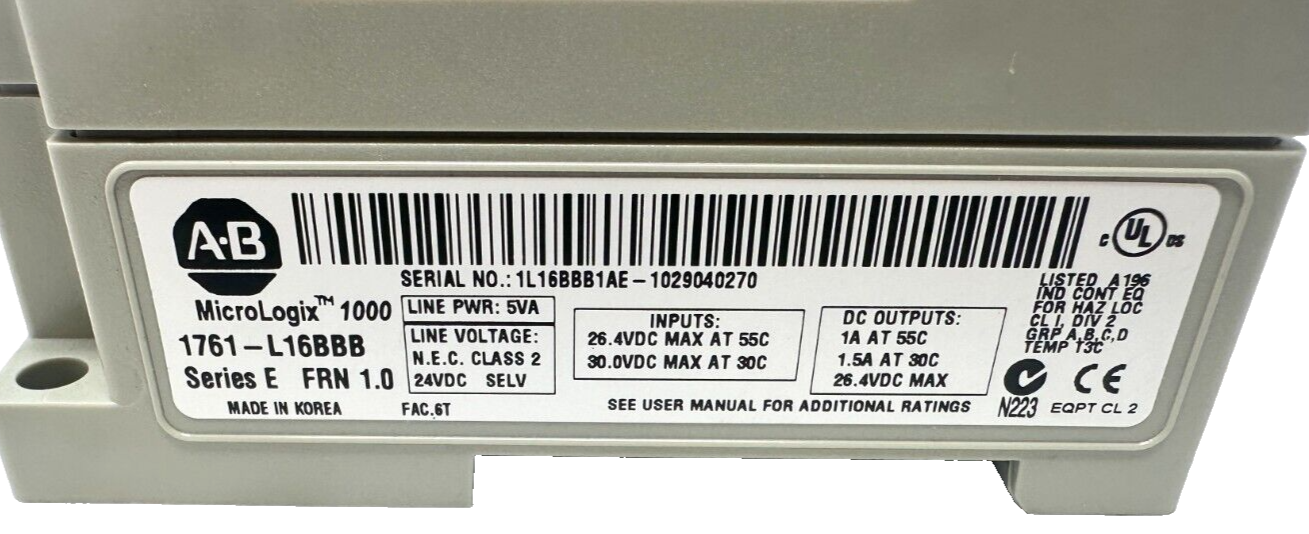 A·B
C UL US
SERIAL NO.: 1L16BBB1AE-1029040270
MicroLogix™ 1000
1761-L16BBB
Series E FRN 1.0
MADE IN KOREA
LINE PWR: 5VA
LINE VOLTAGE:
N.E.C. CLASS 2
24VDC SELV
FAC.6T
INPUTS:
26.4VDC MAX AT 55C
30.0VDC MAX AT 30C
DC OUTPUTS:
1A AT 55C
1.5A AT 30C
26.4VDC MAX
SEE USER MANUAL FOR ADDITIONAL RATINGS
LISTED A196
IND CONT EQ
FOR HAZ LOC
CL I, DIV 2
GRP A,B,C,D
TEMP T3C
CE
N223 EQPT CL 2